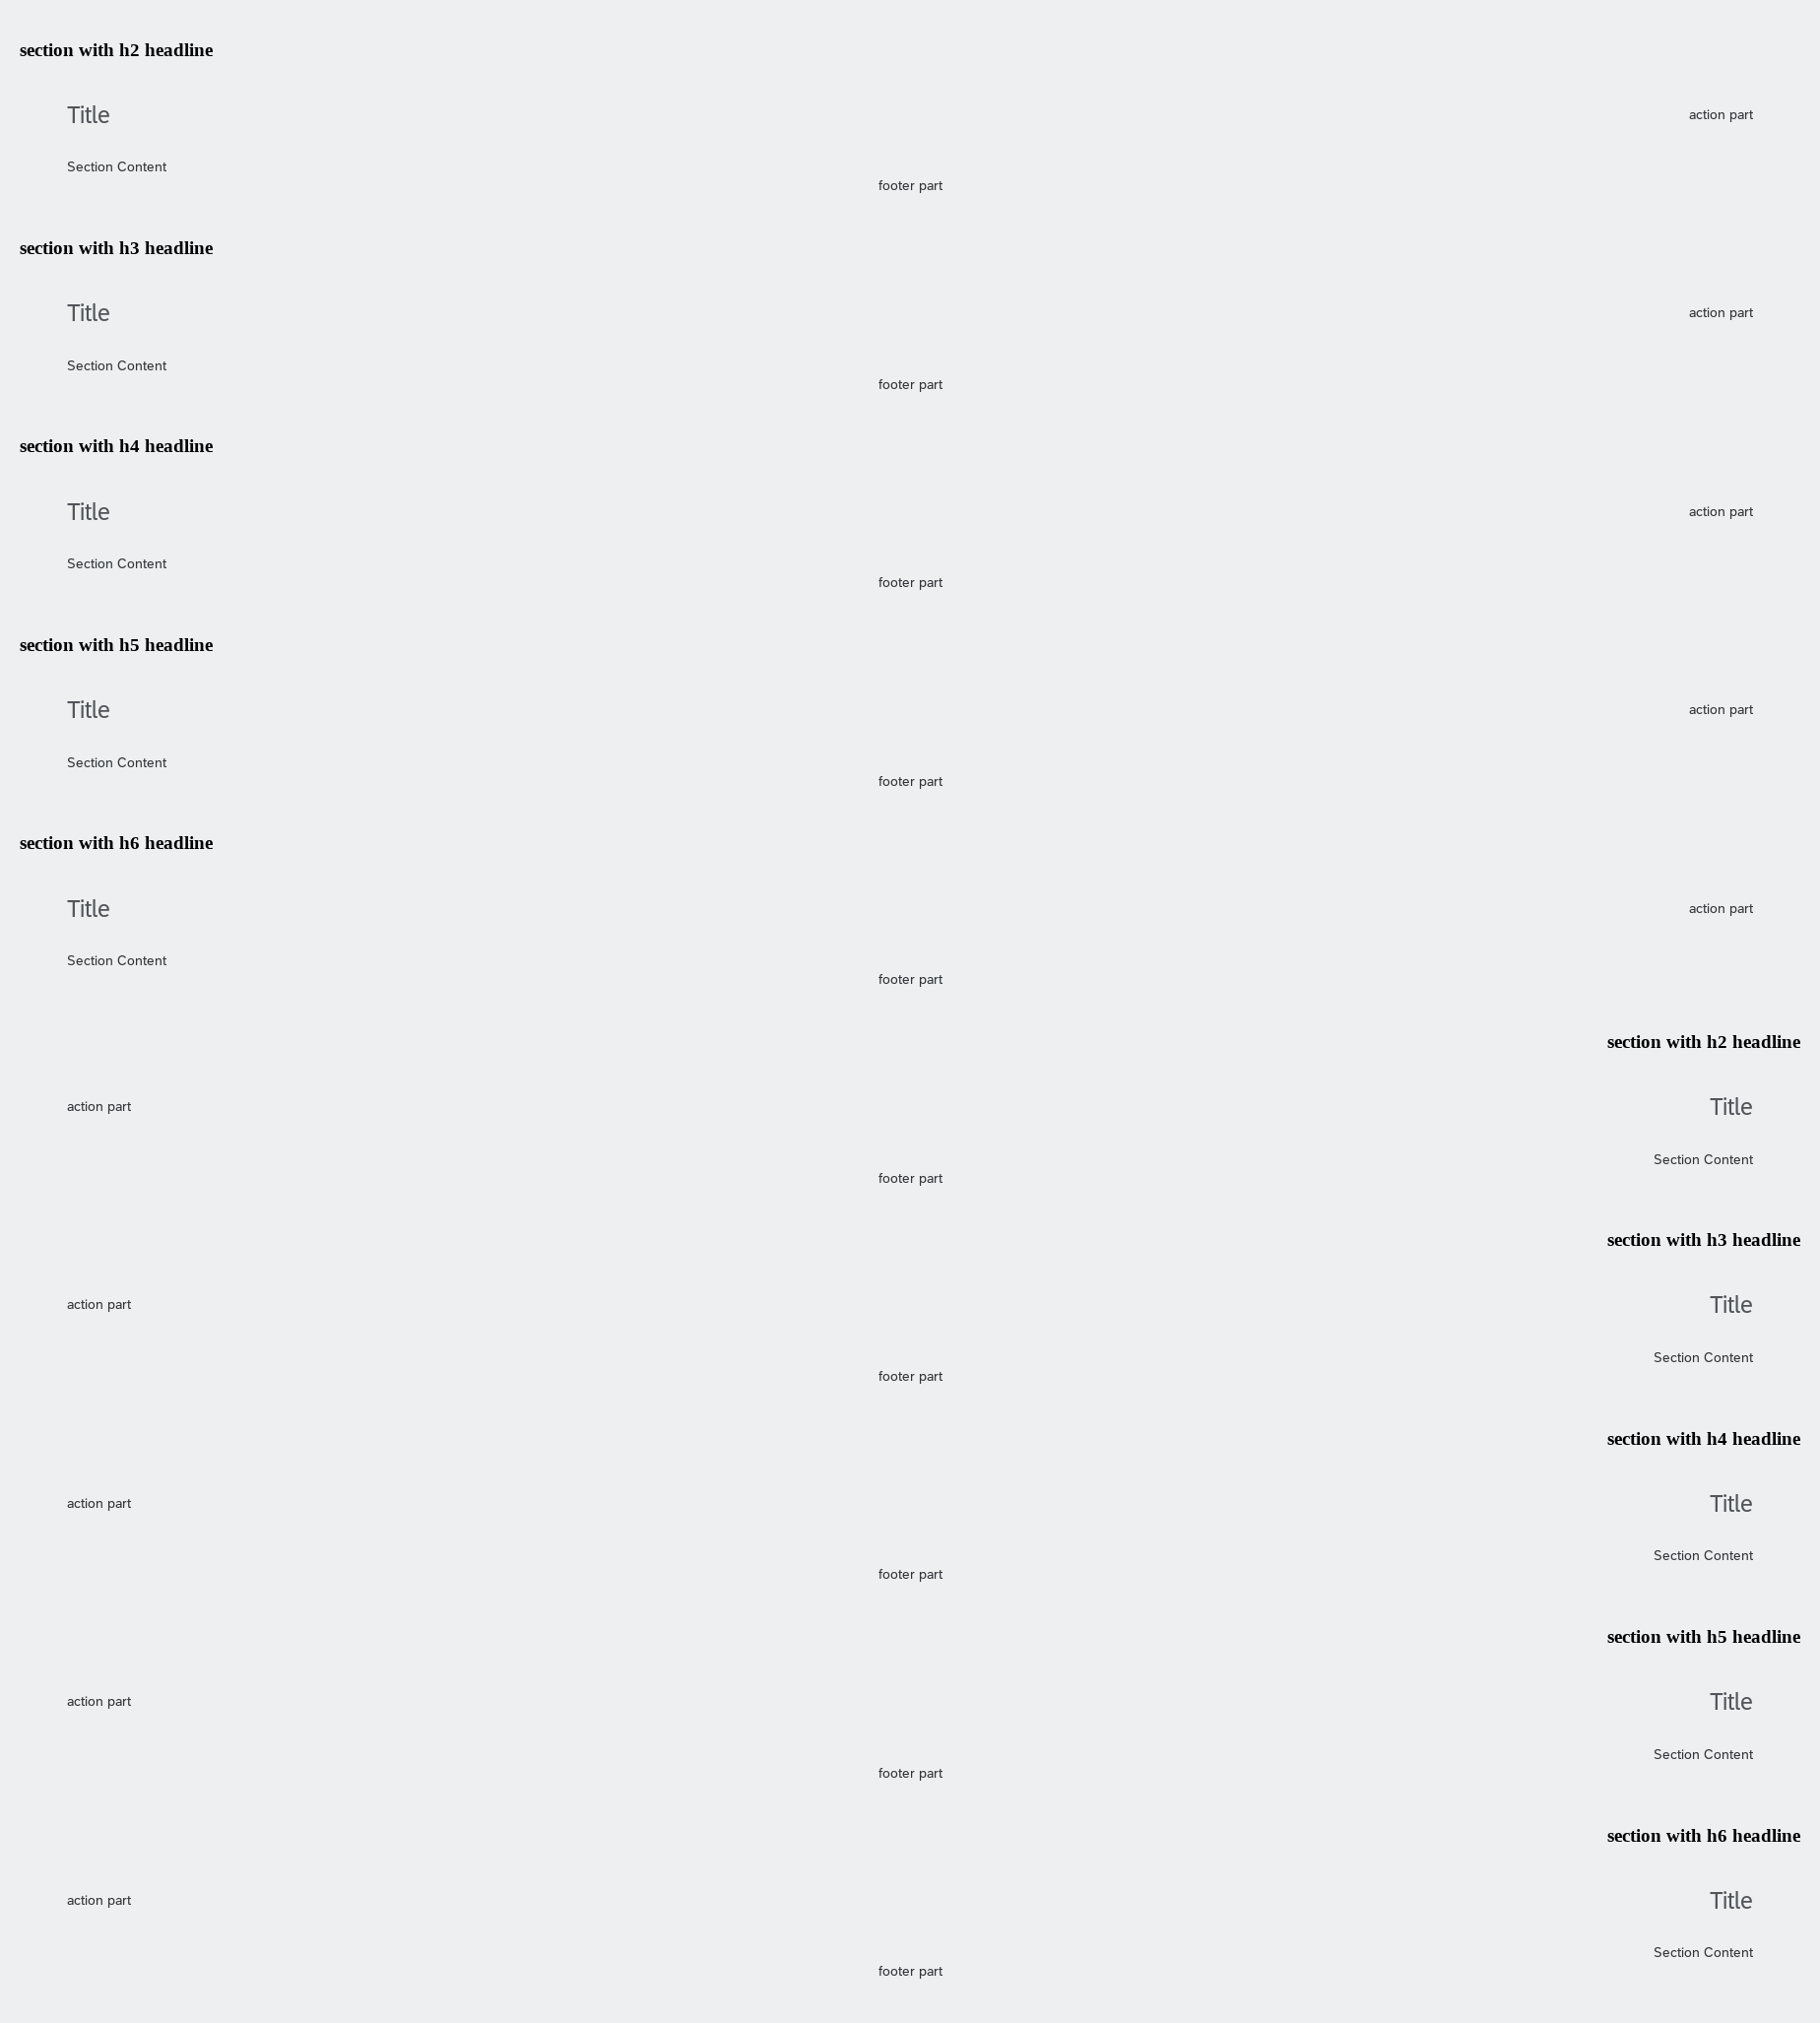 section with h2 headline
Title
action part
Section Content
footer part
section with h3 headline
Title
action part
Section Content
footer part
section with h4 headline
Title
action part
Section Content
footer part
section with h5 headline
Title
action part
Section Content
footer part
section with h6 headline
Title
action part
Section Content
footer part
section with h2 headline
action part
Title
Section Content
footer part
section with h3 headline
action part
Title
Section Content
footer part
section with h4 headline
action part
Title
Section Content
footer part
section with h5 headline
action part
Title
Section Content
footer part
section with h6 headline
action part
Title
Section Content
footer part